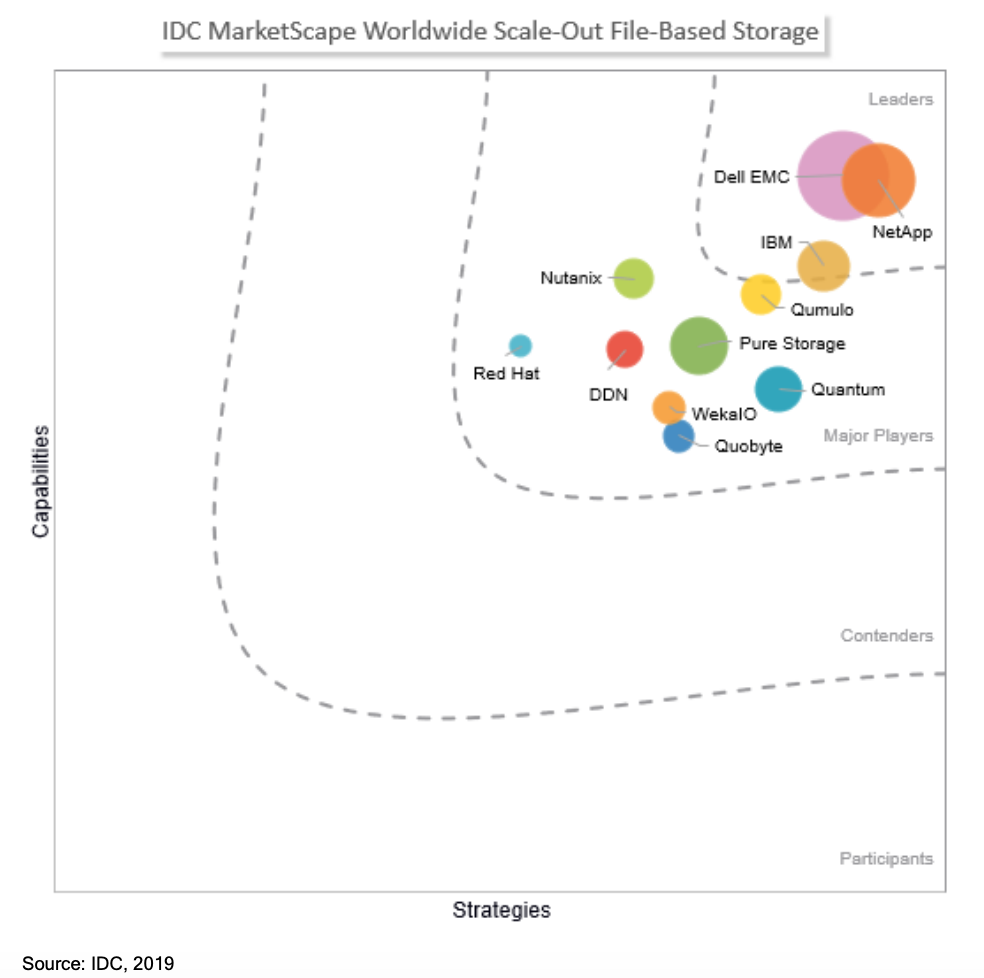 IDC MarketScape Worldwide Scale-Out File-Based Storage
Leaders
Dell EMC
NetApp
IBM
Nutanix
Qumulo
Pure Storage
Red Hat
DDN
Quantum
WekaIO
Major Players
Quobyte
Capabilities
Contenders
Participants
Strategies
Source: IDC, 2019